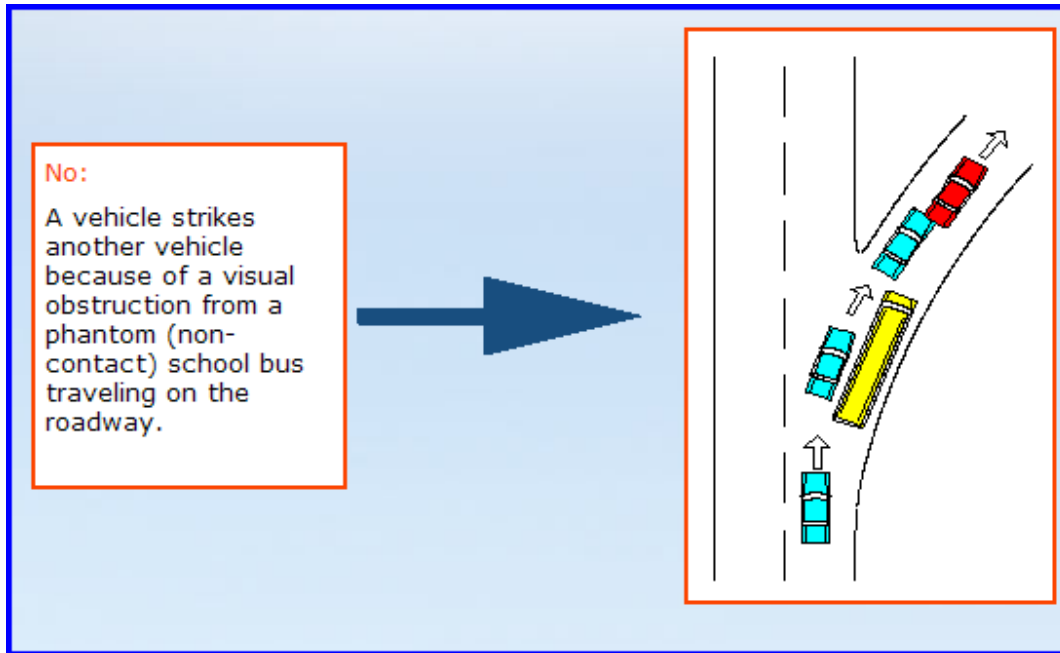 No:
A vehicle strikes
another vehicle
because of a visual
obstruction from a
phantom (non-
contact) school bus
traveling on the
roadway.